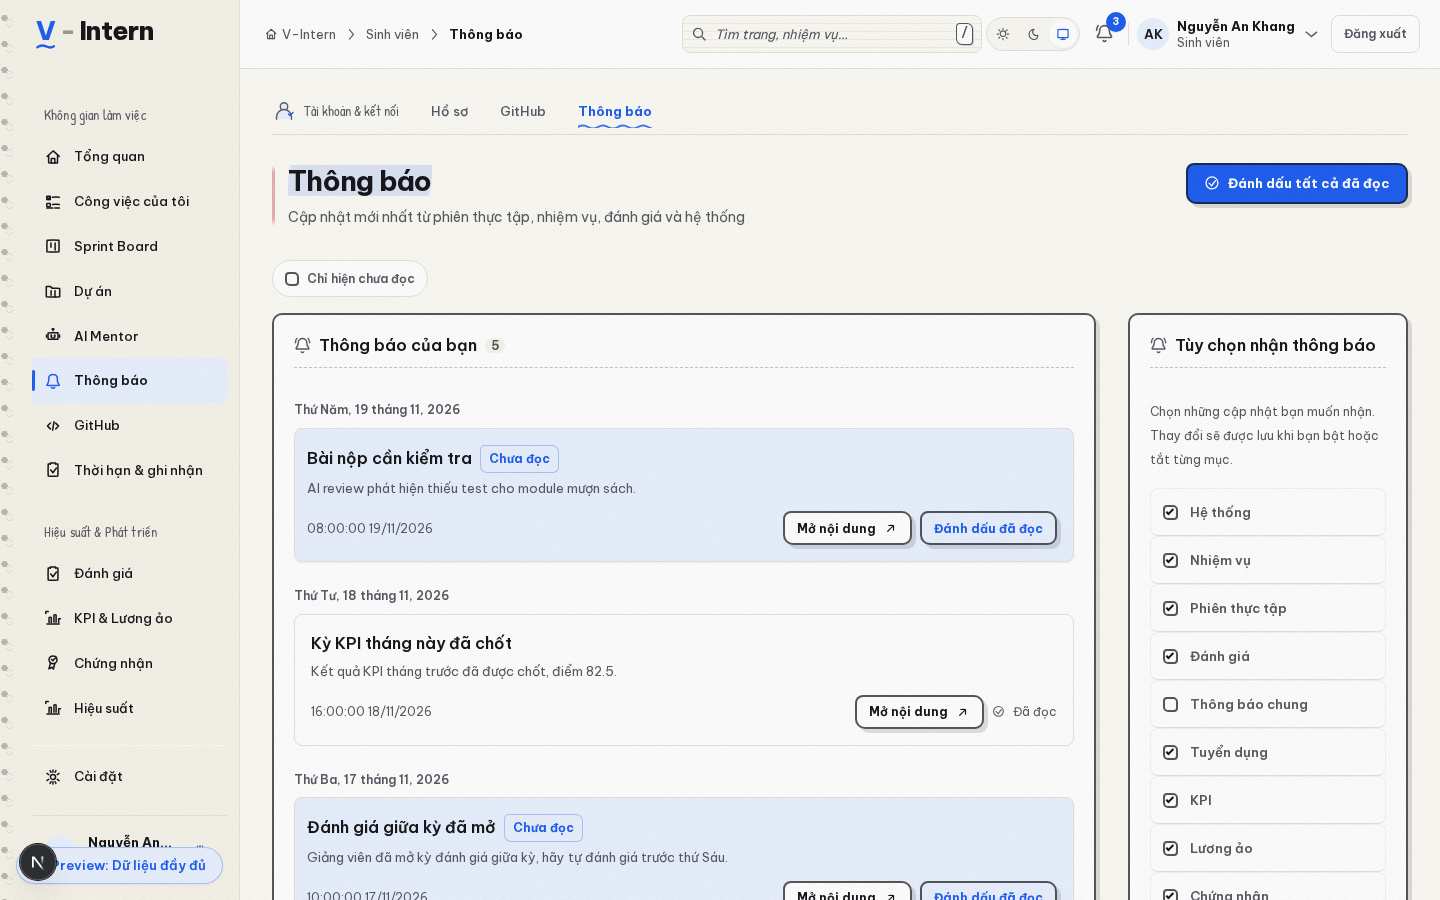 V - Intern
V-Intern > Sinh viên > Thông báo
Tìm trang, nhiệm vụ... /
3
AK
Nguyễn An Khang
Sinh viên
Đăng xuất
Không gian làm việc
Tổng quan
Công việc của tôi
Sprint Board
Dự án
AI Mentor
Thông báo
GitHub
Thời hạn & ghi nhận
Hiệu suất & Phát triển
Đánh giá
KPI & Lương ảo
Chứng nhận
Hiệu suất
Cài đặt
Nguyễn An...
N
Preview: Dữ liệu đầy đủ
Tài khoản & kết nối
Hồ sơ
GitHub
Thông báo
Thông báo
Cập nhật mới nhất từ phiên thực tập, nhiệm vụ, đánh giá và hệ thống
Đánh dấu tất cả đã đọc
Chỉ hiện chưa đọc
Thông báo của bạn 5
Thứ Năm, 19 tháng 11, 2026
Bài nộp cần kiểm tra Chưa đọc
AI review phát hiện thiếu test cho module mượn sách.
08:00:00 19/11/2026
Mở nội dung
Đánh dấu đã đọc
Thứ Tư, 18 tháng 11, 2026
Kỳ KPI tháng này đã chốt
Kết quả KPI tháng trước đã được chốt, điểm 82.5.
16:00:00 18/11/2026
Mở nội dung
Đã đọc
Thứ Ba, 17 tháng 11, 2026
Đánh giá giữa kỳ đã mở Chưa đọc
Giảng viên đã mở kỳ đánh giá giữa kỳ, hãy tự đánh giá trước thứ Sáu.
10:00:00 17/11/2026
Mở nội dung
Đánh dấu đã đọc
Tùy chọn nhận thông báo
Chọn những cập nhật bạn muốn nhận.
Thay đổi sẽ được lưu khi bạn bật hoặc
tắt từng mục.
Hệ thống
Nhiệm vụ
Phiên thực tập
Đánh giá
Thông báo chung
Tuyển dụng
KPI
Lương ảo
Chứng nhận